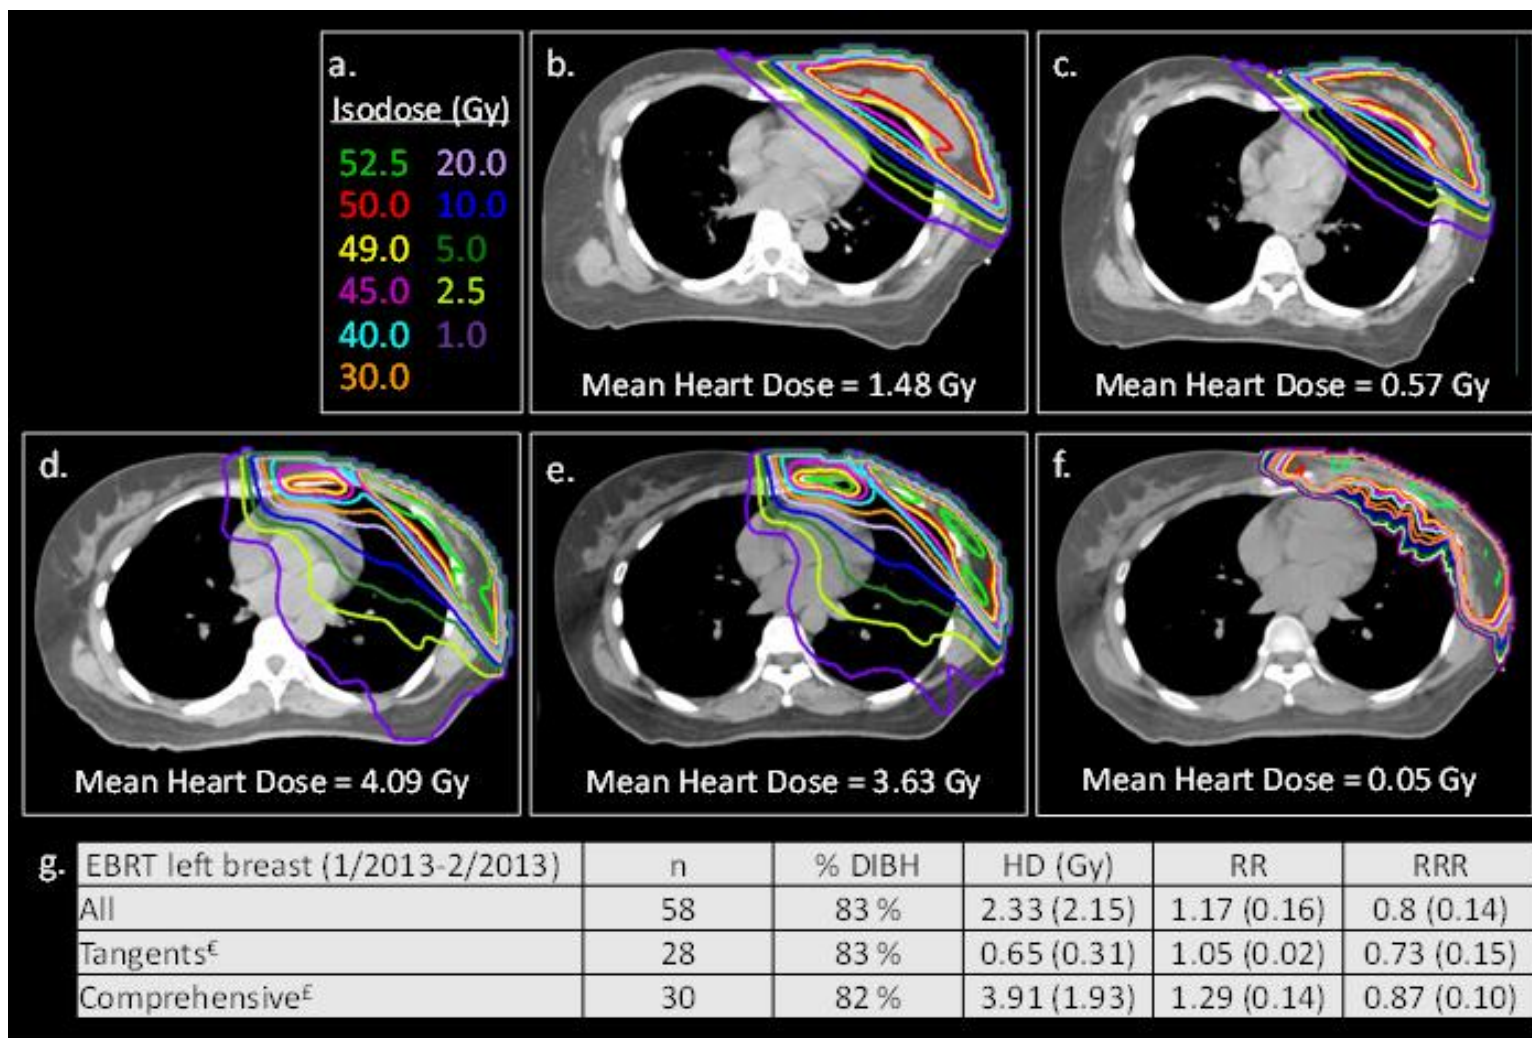 a.
Isodose (Gy)
52.5 20.0
50.0 10.0
49.0 5.0
45.0 2.5
40.0 1.0
30.0
b.
Mean Heart Dose = 1.48 Gy
c.
Mean Heart Dose = 0.57 Gy
d.
Mean Heart Dose = 4.09 Gy
e.
Mean Heart Dose = 3.63 Gy
f.
Mean Heart Dose = 0.05 Gy
g. EBRT left breast (1/2013-2/2013) n % DIBH HD (Gy) RR RRR
All 58 83 % 2.33 (2.15) 1.17 (0.16) 0.8 (0.14)
Tangents€ 28 83 % 0.65 (0.31) 1.05 (0.02) 0.73 (0.15)
Comprehensive£ 30 82 % 3.91 (1.93) 1.29 (0.14) 0.87 (0.10)